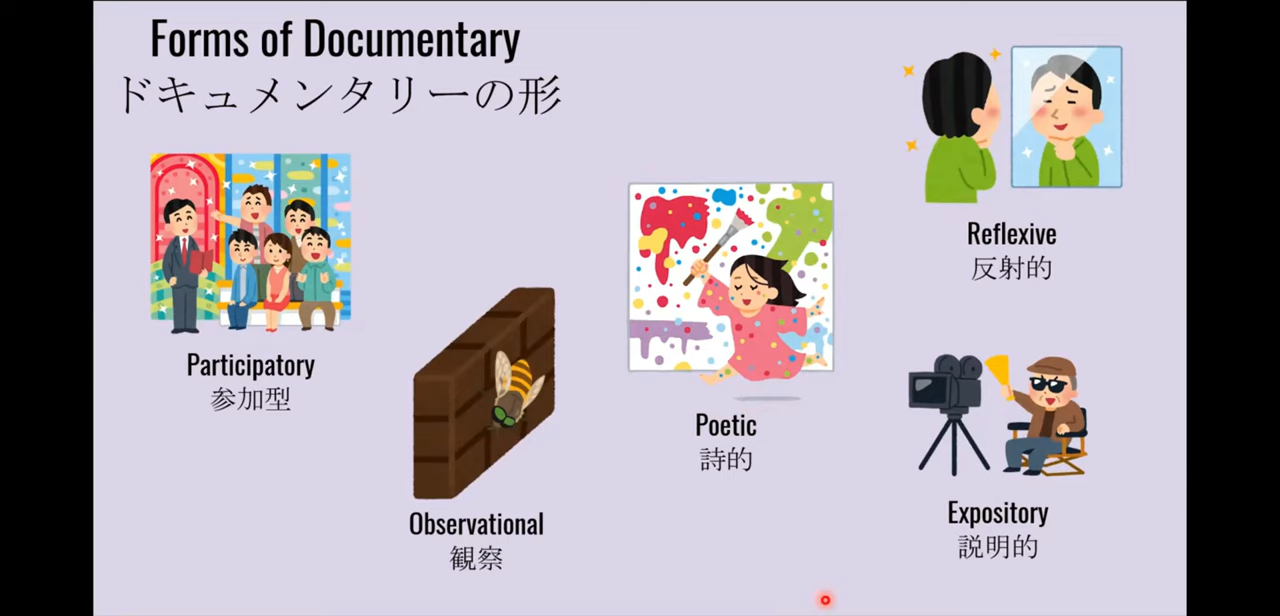 Forms of Documentary
ドキュメンタリーの形
Participatory
参加型
Observational
観察
Poetic
詩的
Reflexive
反射的
Expository
説明的